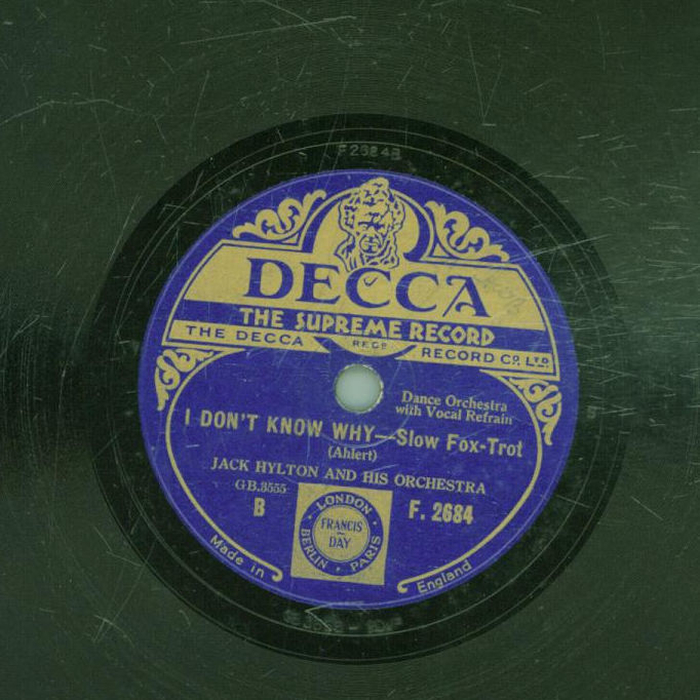 F2684B
DECCA
THE SUPREME RECORD
THE DECCA REGD RECORD CO. LTD
Dance Orchestra
with Vocal Refrain
I DON'T KNOW WHY—Slow Fox-Trot
(Ahlert)
JACK HYLTON AND HIS ORCHESTRA
GB.3555
B
F. 2684
LONDON
FRANCIS
DAY
BERLIN • PARIS
Made in England